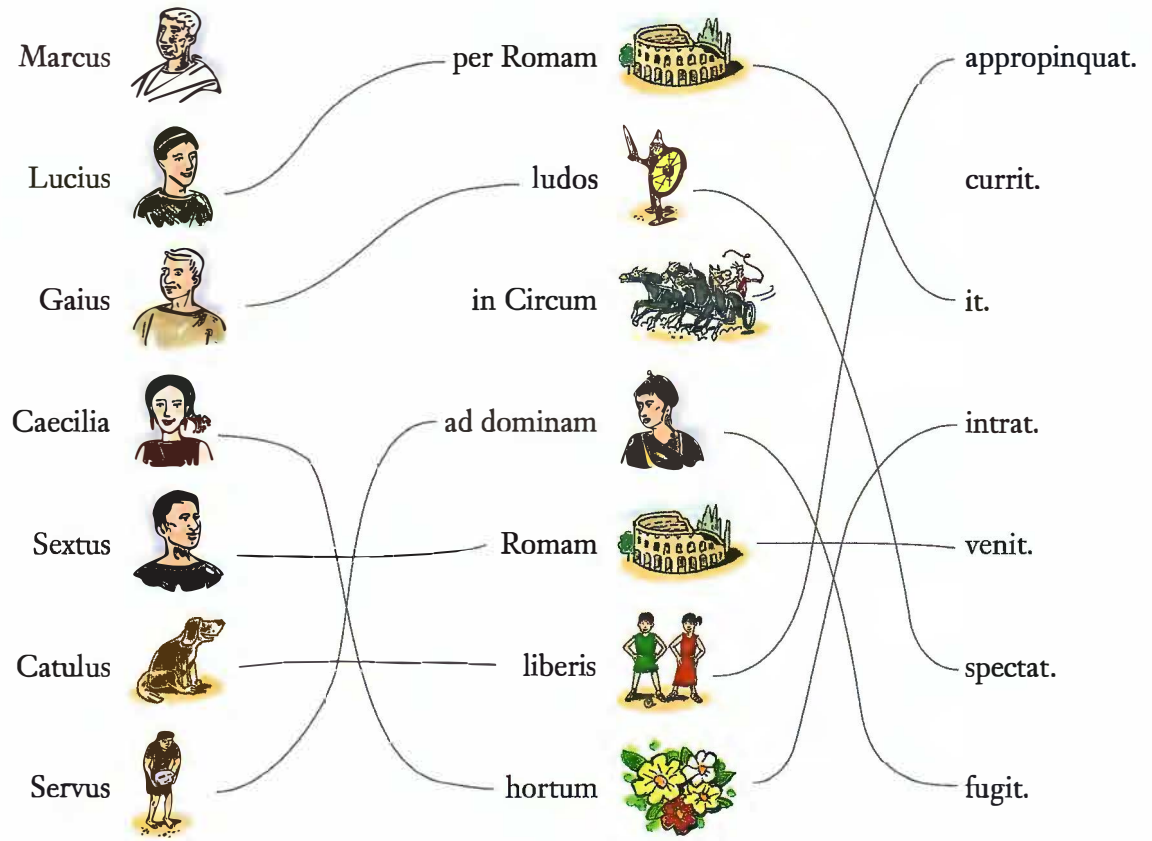 Marcus per Romam appropinquat.
Lucius ludos currit.
Gaius in Circum it.
Caecilia ad dominam intrat.
Sextus Romam venit.
Catulus liberis spectat.
Servus hortum fugit.